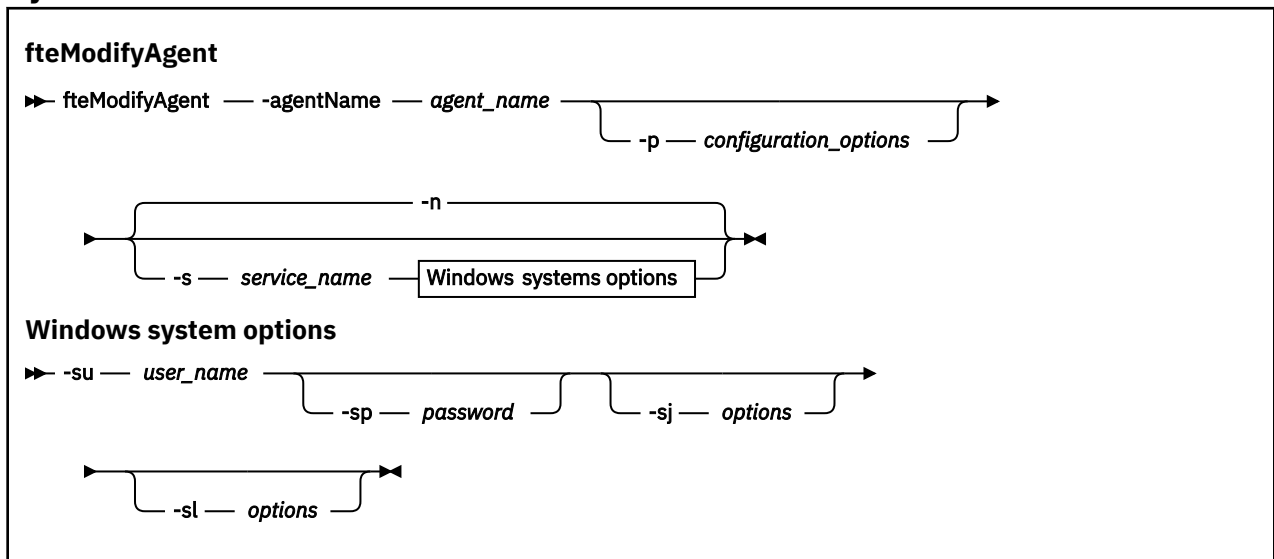 fteModifyAgent
fteModifyAgent -agentName agent_name
-p configuration_options
-n
-s service_name Windows systems options
Windows system options
-su user_name
-sp password -sj options
-sl options